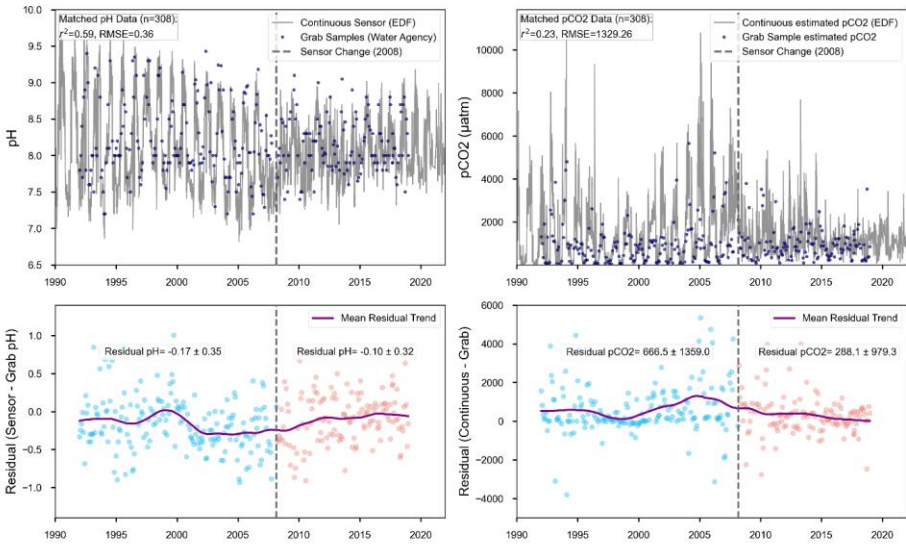 Matched pH Data (n=308):
r²=0.59, RMSE=0.36
Continuous Sensor (EDF)
Grab Samples (Water Agency)
Sensor Change (2008)
10.0
9.5
9.0
8.5
8.0
7.5
7.0
6.5
pH
1990 1995 2000 2005 2010 2015 2020
Matched pCO2 Data (n=308):
r²=0.23, RMSE=1329.26
Continuous estimated pCO2 (EDF)
Grab Sample estimated pCO2
Sensor Change (2008)
10000
8000
6000
4000
2000
pCO2 (µatm)
1990 1995 2000 2005 2010 2015 2020
Mean Residual Trend
Residual pH= -0.17 ± 0.35
Residual pH= -0.10 ± 0.32
1.0
0.5
0.0
−0.5
−1.0
Residual (Sensor - Grab pH)
1990 1995 2000 2005 2010 2015 2020
Mean Residual Trend
Residual pCO2= 666.5 ± 1359.0
Residual pCO2= 288.1 ± 979.3
6000
4000
2000
0
−2000
−4000
Residual (Continuous - Grab)
1990 1995 2000 2005 2010 2015 2020